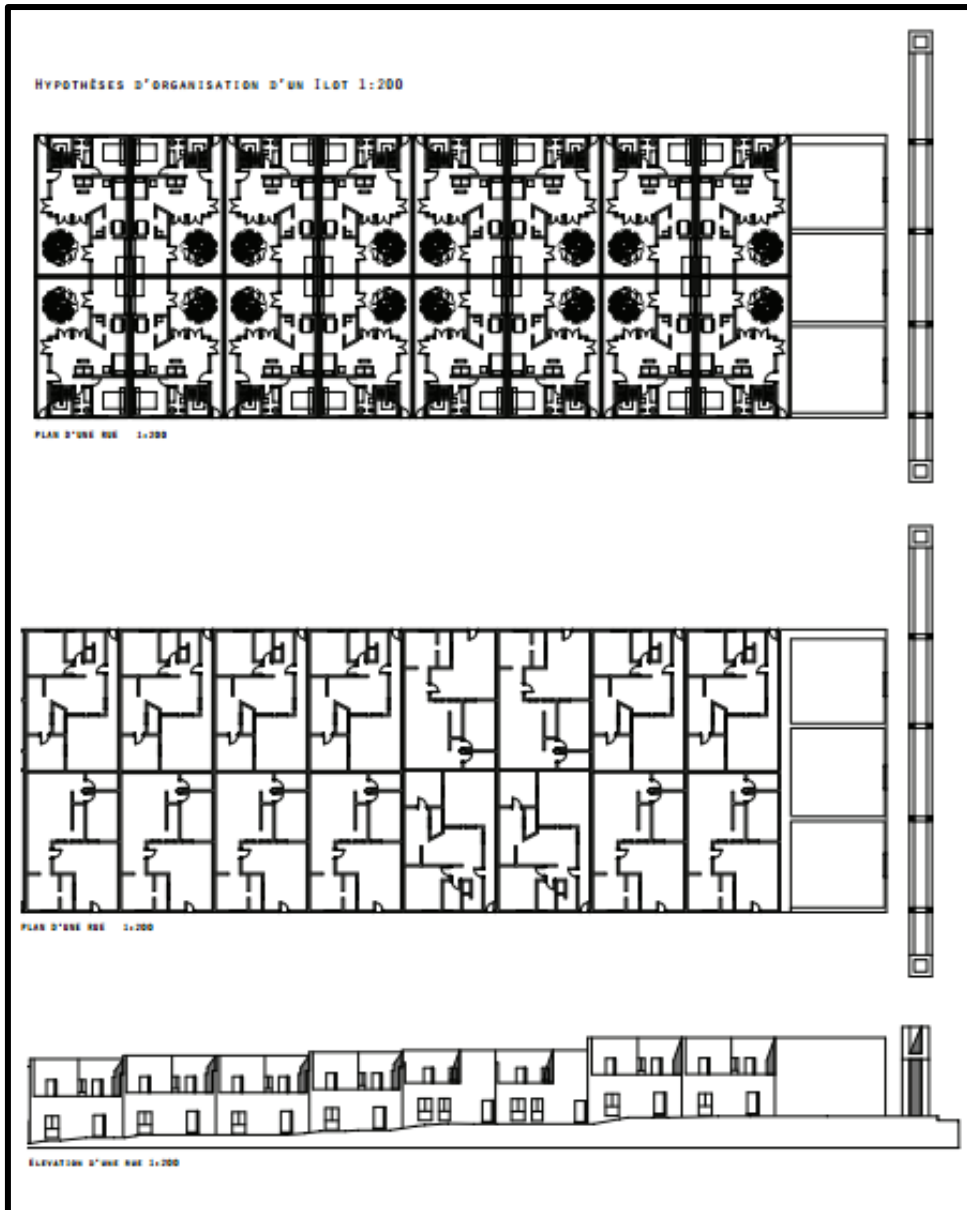 HYPOTHÈSES D'ORGANISATION D'UN ILOT 1:200
PLAN D'UNE RUE 1:200
PLAN D'UNE RUE 1:200
ELEVATION D'UNE RUE 1:200